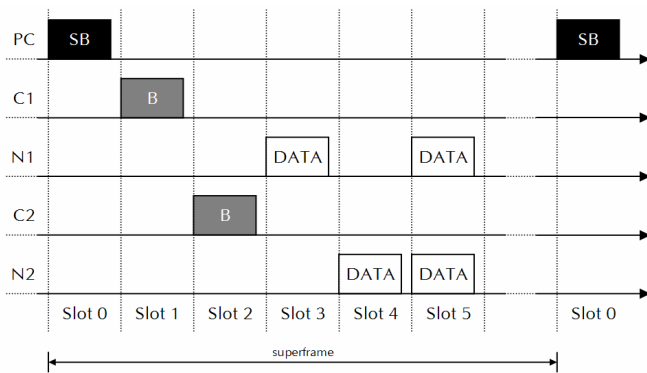 PC SB SB
C1 B
N1 DATA DATA
C2 B
N2 DATA DATA
Slot 0 Slot 1 Slot 2 Slot 3 Slot 4 Slot 5 Slot 0
superframe